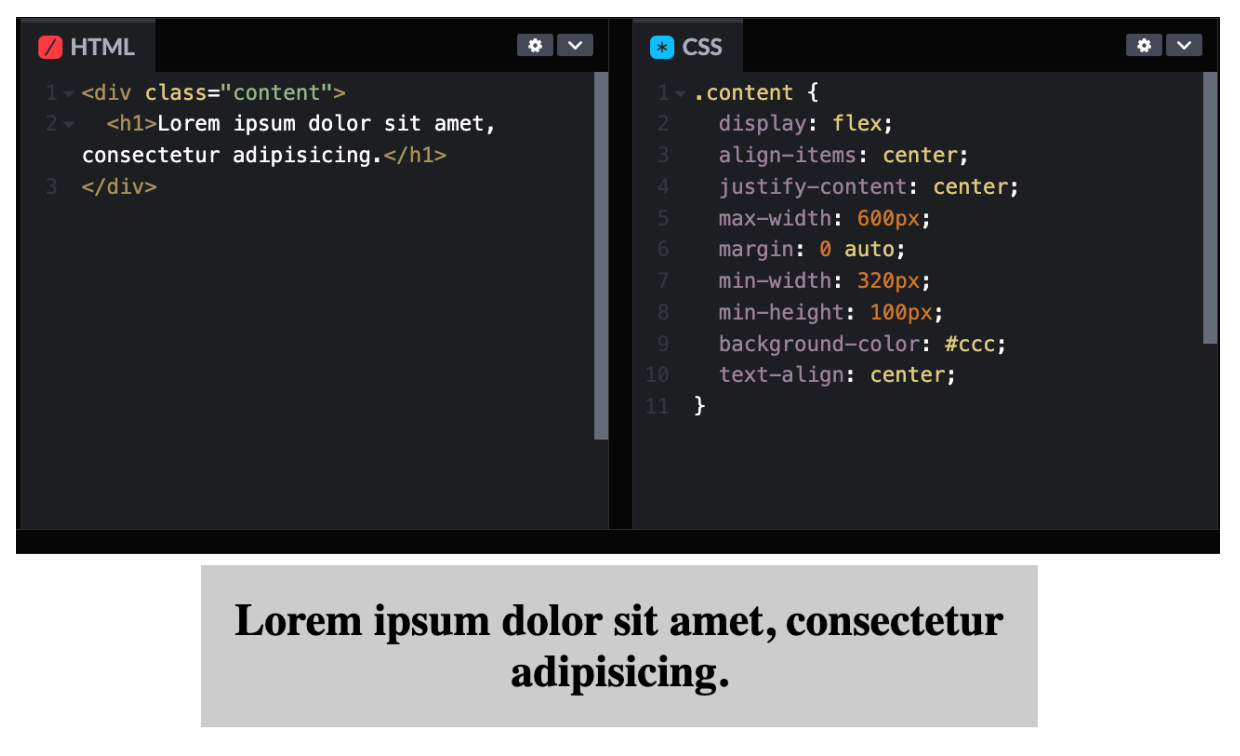 HTML
1 <div class="content">
2 <h1>Lorem ipsum dolor sit amet,
consectetur adipisicing.</h1>
3 </div>
* CSS
1 .content {
2 display: flex;
3 align-items: center;
4 justify-content: center;
5 max-width: 600px;
6 margin: 0 auto;
7 min-width: 320px;
8 min-height: 100px;
9 background-color: #ccc;
10 text-align: center;
11 }
Lorem ipsum dolor sit amet, consectetur
adipisicing.